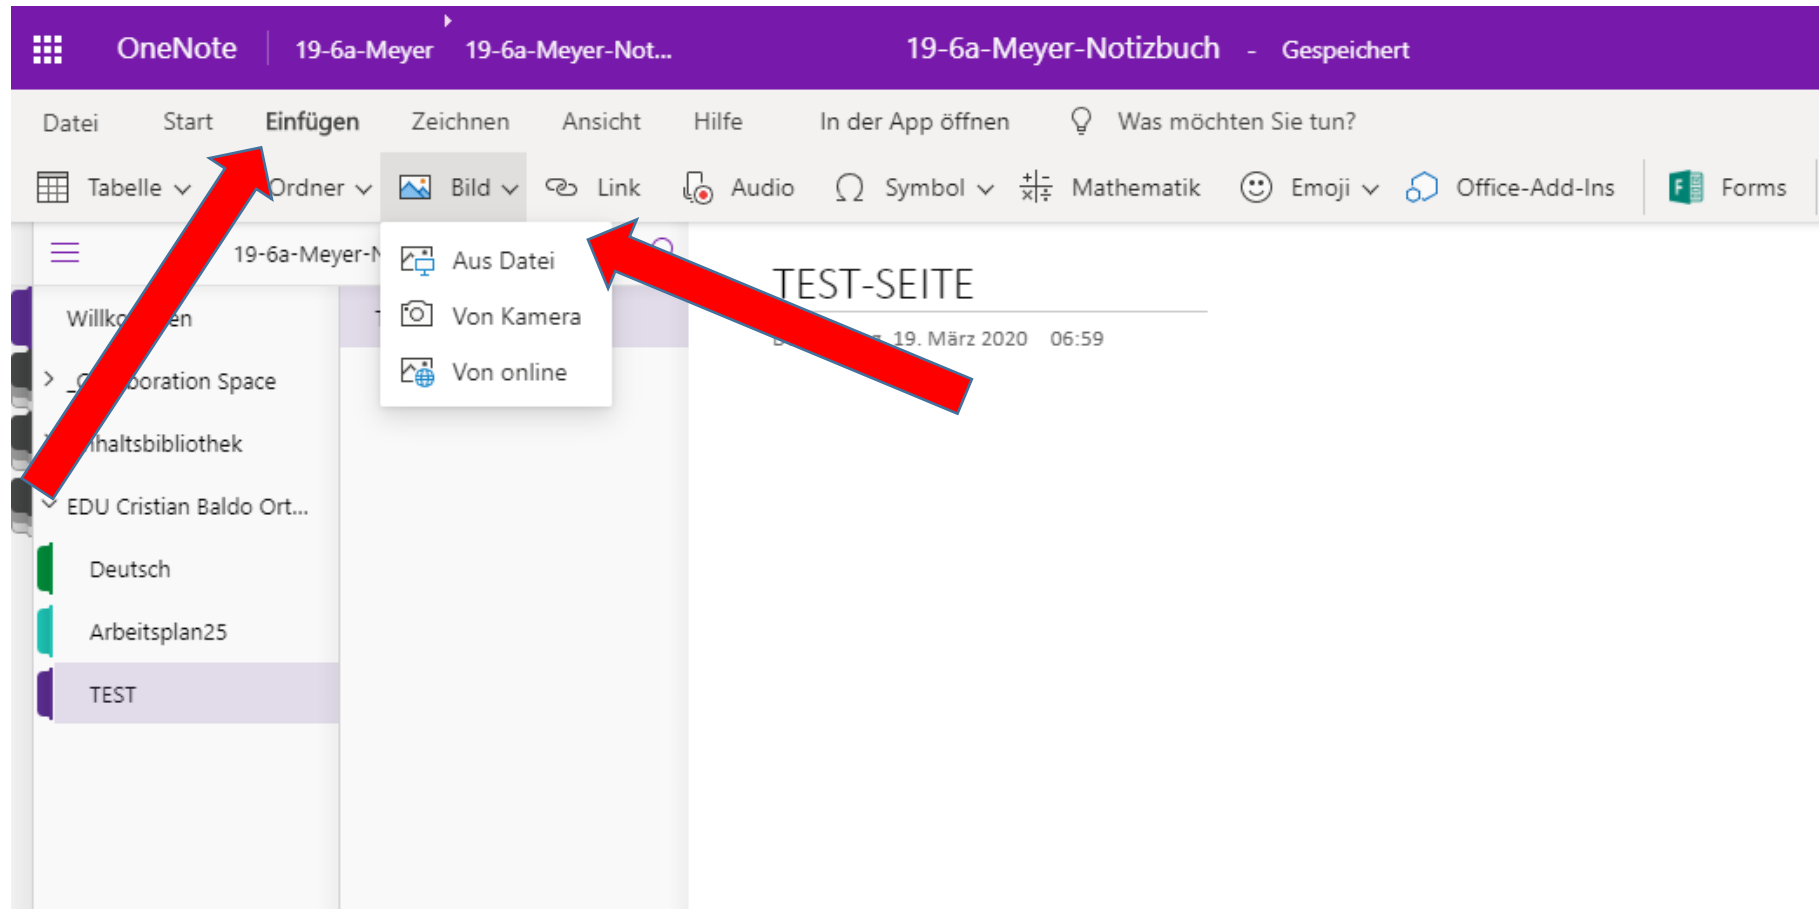 OneNote 19-6a-Meyer 19-6a-Meyer-Not... 19-6a-Meyer-Notizbuch - Gespeichert
Datei Start Einfügen Zeichnen Ansicht Hilfe In der App öffnen Was möchten Sie tun?
Tabelle Ordner Bild Link Audio Symbol Mathematik Emoji Office-Add-Ins Forms
19-6a-Meyer-N
Aus Datei
Von Kamera
Von online
_Collaboration Space
EDU Cristian Baldo Ort...
Deutsch
Arbeitsplan25
TEST
TEST-SEITE
19. März 2020 06:59